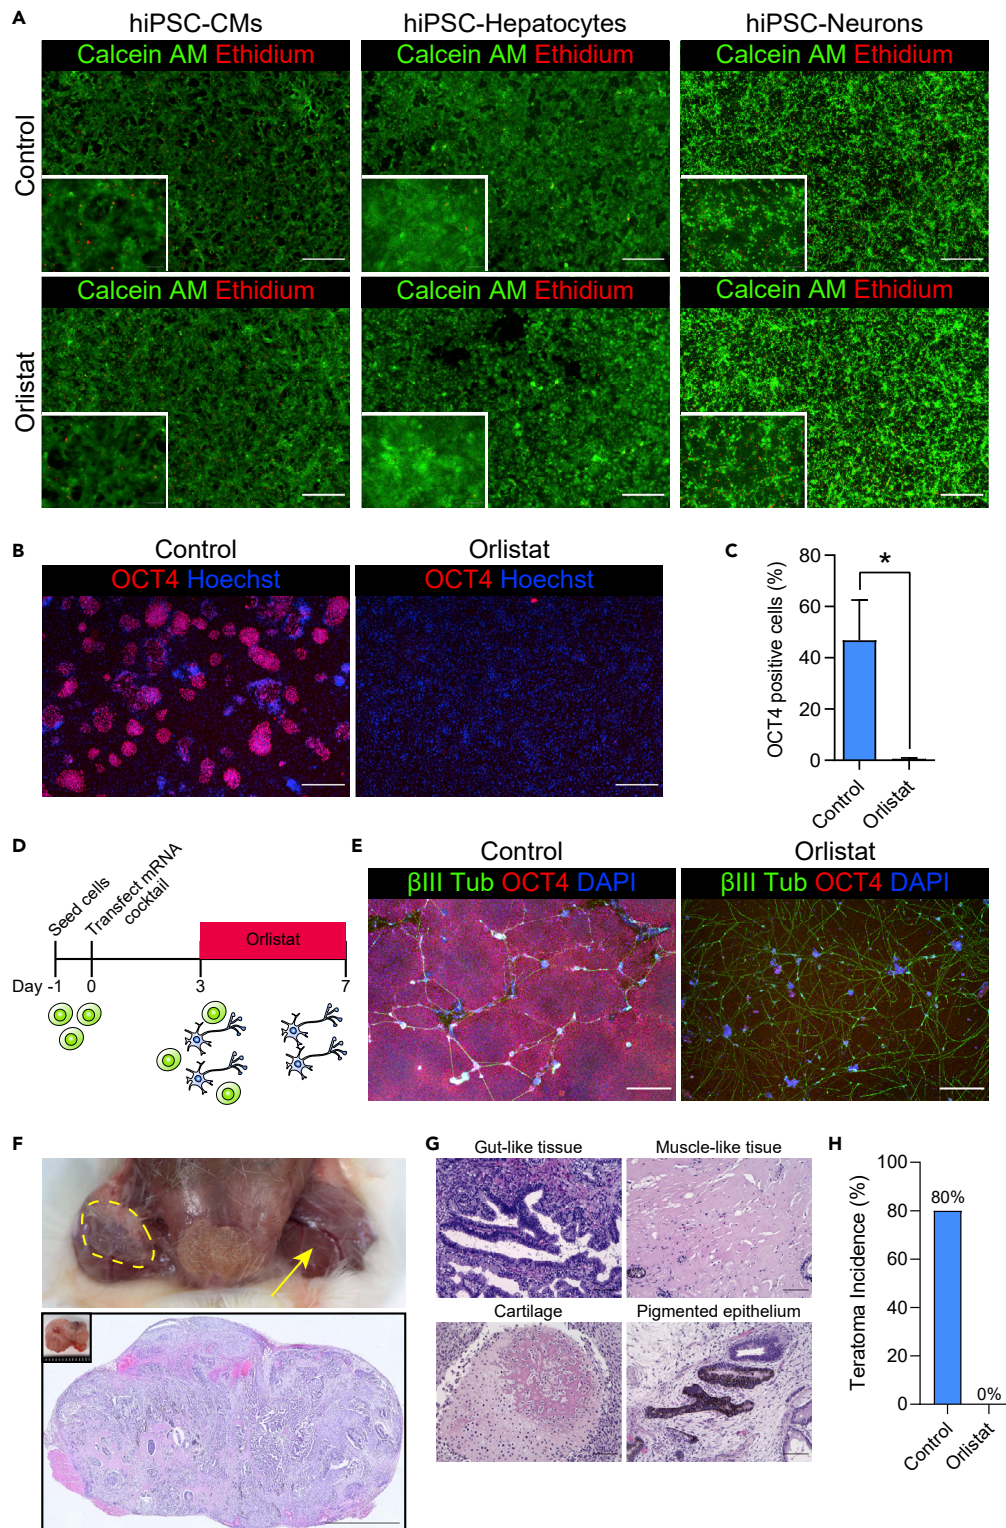 A
hiPSC-CMs
hiPSC-Hepatocytes
hiPSC-Neurons
Control
Calcein AM Ethidium
Calcein AM Ethidium
Calcein AM Ethidium
Orlistat
Calcein AM Ethidium
Calcein AM Ethidium
Calcein AM Ethidium
B
Control
Orlistat
OCT4 Hoechst
OCT4 Hoechst
C
OCT4 positive cells (%)
80
60
40
20
0
*
Control
Orlistat
D
Seed cells
Transfect mRNA
cocktail
Orlistat
Day -1
0
3
7
E
Control
Orlistat
βIII Tub OCT4 DAPI
βIII Tub OCT4 DAPI
F
G
Gut-like tissue
Muscle-like tisue
Cartilage
Pigmented epithelium
H
Teratoma Incidence (%)
100
80
60
40
20
0
80%
0%
Control
Orlistat